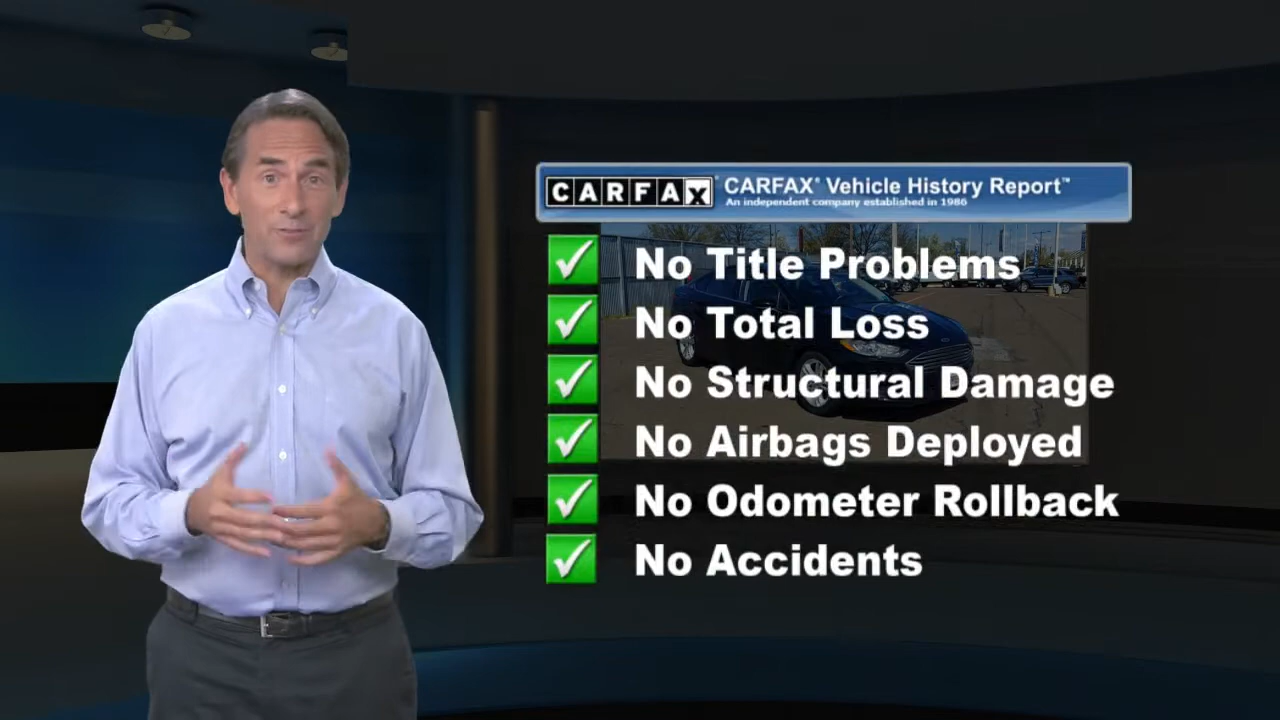 CARFAX® CARFAX® Vehicle History Report™
An independent company established in 1986
No Title Problems
No Total Loss
No Structural Damage
No Airbags Deployed
No Odometer Rollback
No Accidents